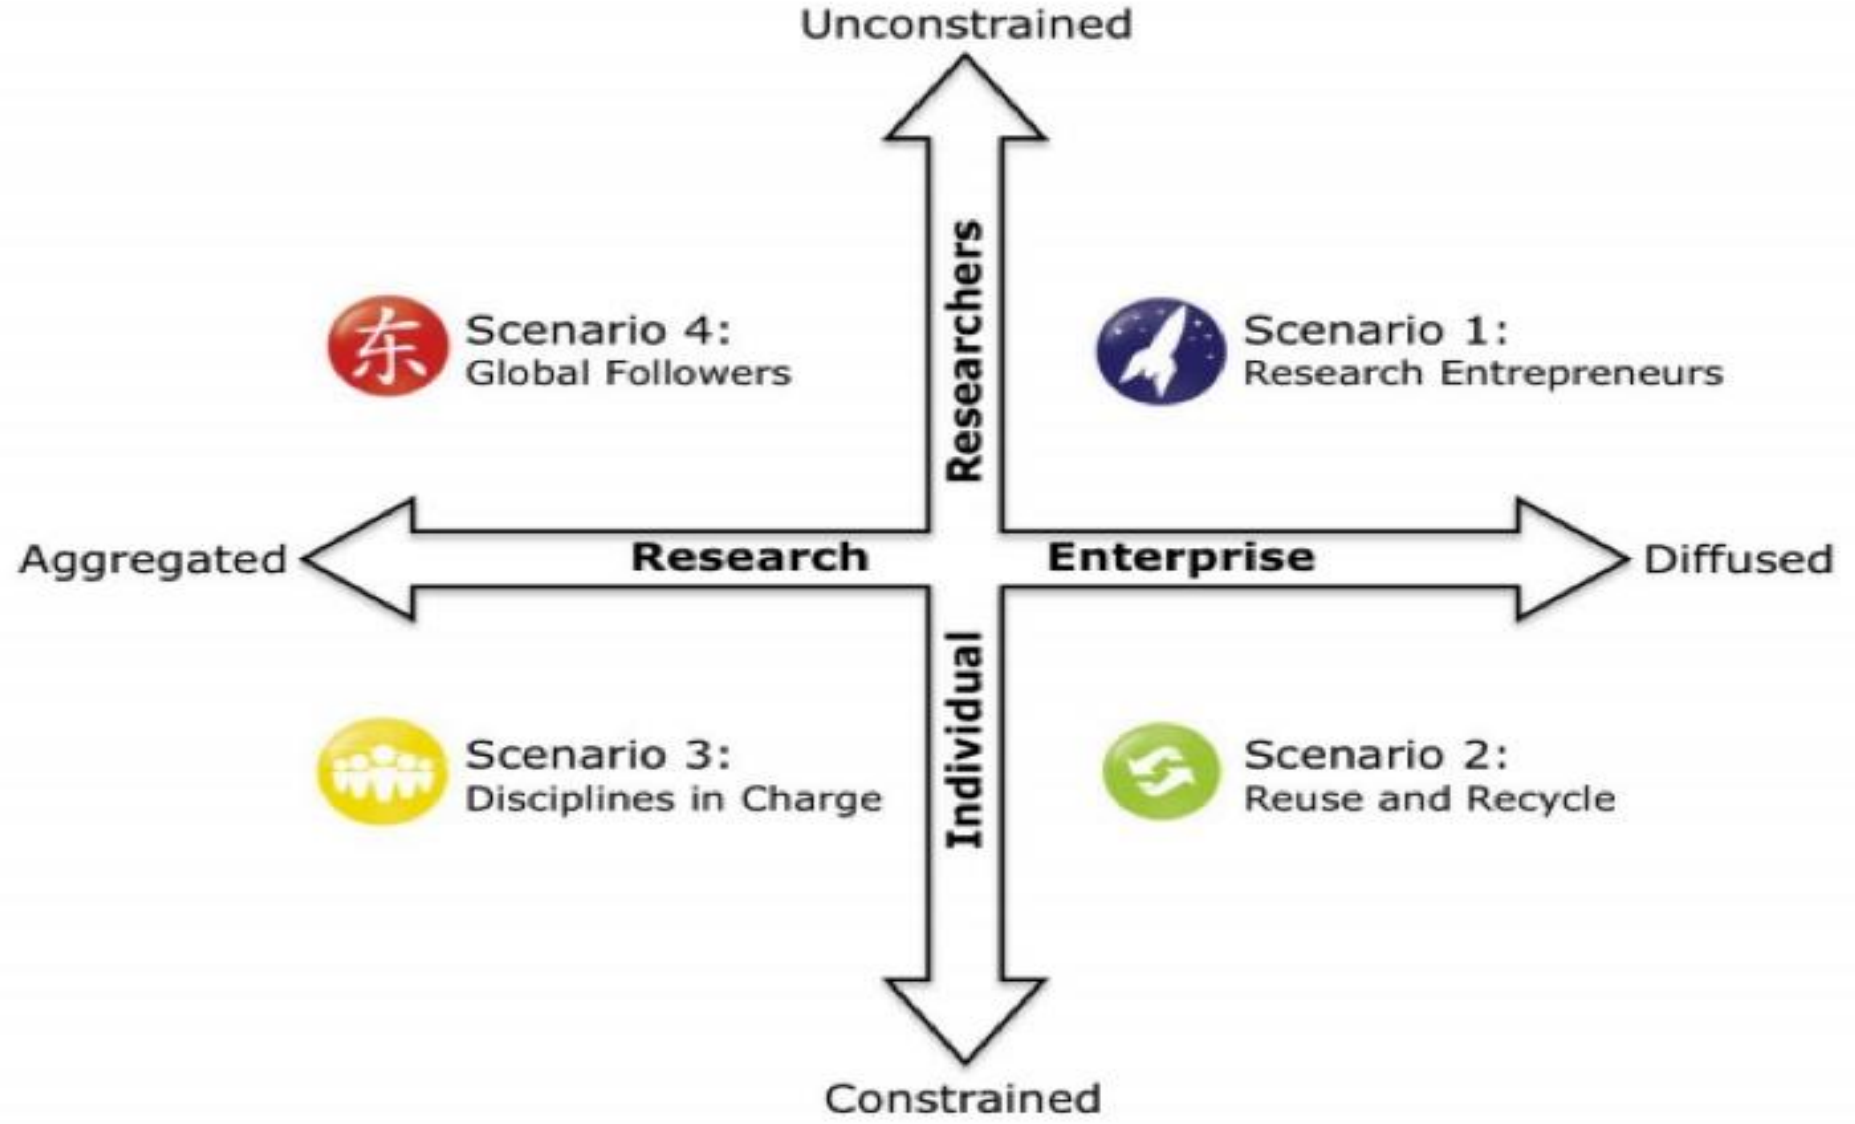 Unconstrained
Researchers
东
Scenario 4:
Global Followers
Scenario 1:
Research Entrepreneurs
Aggregated
Research
Enterprise
Diffused
Individual
Scenario 3:
Disciplines in Charge
Scenario 2:
Reuse and Recycle
Constrained